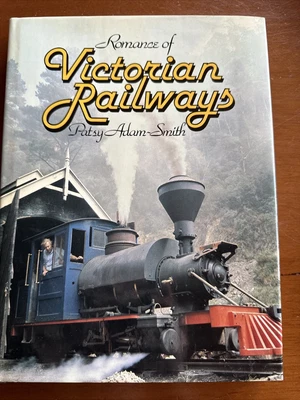 Romance of
Victorian
Railways
Patsy Adam-Smith